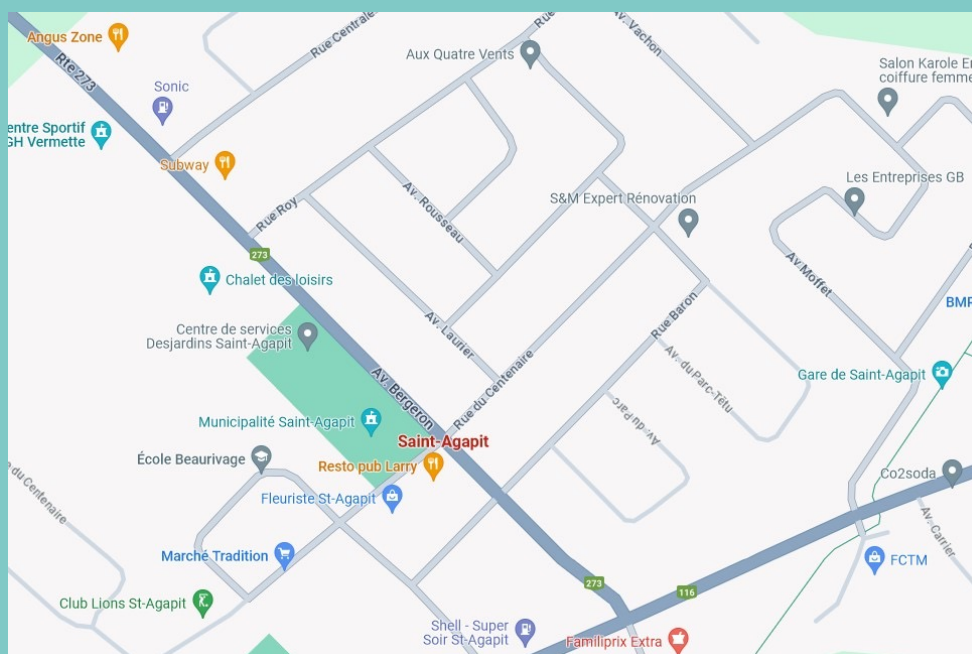 Angus Zone
Rte 273
Sonic
entre Sportif
GH Vermette
Subway
Rue Centrale
Rue
Av. Vachon
Aux Quatre Vents
Salon Karole En
coiffure femme
Les Entreprises GB
S&M Expert Rénovation
Rue Roy
Av. Rousseau
273
Chalet des loisirs
Centre de services
Desjardins Saint-Agapit
Av. Laurier
Av. Bergeron
Rue du Centenaire
Rue Baron
Av. du Parc-Têtu
Av. du Parc
Av. Moffet
BMR
Gare de Saint-Agapit
Municipalité Saint-Agapit
Saint-Agapit
École Beaurivage
Resto pub Larry
Fleuriste St-Agapit
e du Centenaire
Marché Tradition
Club Lions St-Agapit
Co2soda
Av. Carrier
FCTM
273
116
Shell - Super
Soir St-Agapit
Familiprix Extra